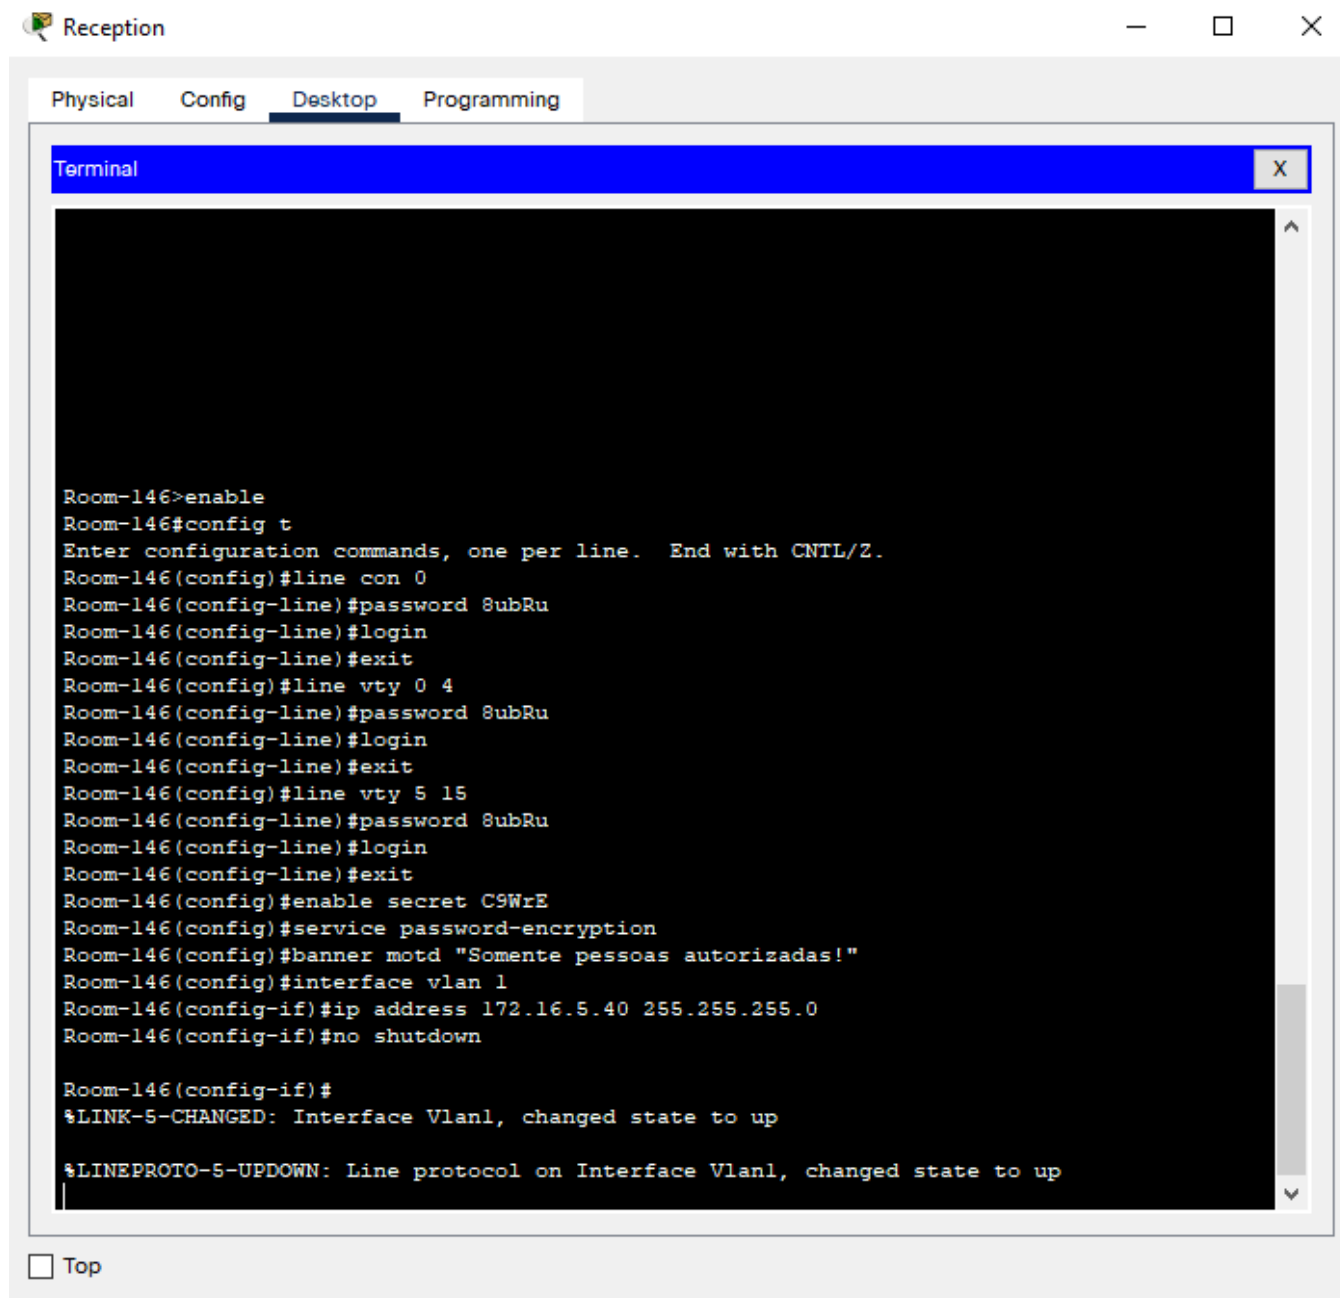 Reception
Physical Config Desktop Programming
Terminal
X
Room-146>enable
Room-146#config t
Enter configuration commands, one per line.  End with CNTL/Z.
Room-146(config)#line con 0
Room-146(config-line)#password 8ubRu
Room-146(config-line)#login
Room-146(config-line)#exit
Room-146(config)#line vty 0 4
Room-146(config-line)#password 8ubRu
Room-146(config-line)#login
Room-146(config-line)#exit
Room-146(config)#line vty 5 15
Room-146(config-line)#password 8ubRu
Room-146(config-line)#login
Room-146(config-line)#exit
Room-146(config)#enable secret C9WrE
Room-146(config)#service password-encryption
Room-146(config)#banner motd "Somente pessoas autorizadas!"
Room-146(config)#interface vlan 1
Room-146(config-if)#ip address 172.16.5.40 255.255.255.0
Room-146(config-if)#no shutdown
Room-146(config-if)#
%LINK-5-CHANGED: Interface Vlan1, changed state to up
%LINEPROTO-5-UPDOWN: Line protocol on Interface Vlan1, changed state to up
Top